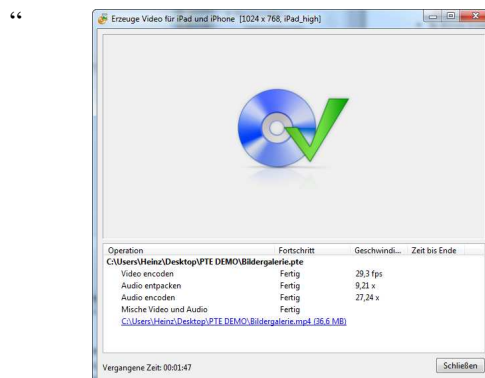 “
Erzeuge Video für iPad und iPhone [1024 x 768, iPad_high]
Operation Fortschritt Geschwindi... Zeit bis Ende
C:\Users\Heinz\Desktop\PTE DEMO\Bildergalerie.pte
Video encoden Fertig 29,3 fps
Audio entpacken Fertig 9,21 x
Audio encoden Fertig 27,24 x
Mische Video und Audio Fertig
C:\Users\Heinz\Desktop\PTE DEMO\Bildergalerie.mp4 (36,6 MB)
Vergangene Zeit: 00:01:47 Schließen